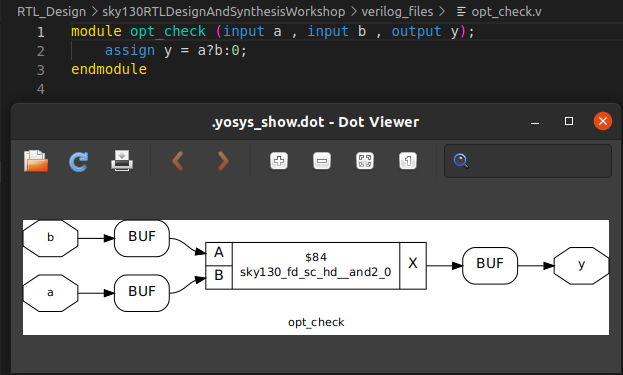 RTL_Design > sky130RTLDesignAndSynthesisWorkshop > verilog_files > opt_check.v
1 module opt_check (input a , input b , output y);
2 assign y = a?b:0;
3 endmodule
4
.yosys_show.dot - Dot Viewer
b BUF
a BUF
A
B
$84
sky130_fd_sc_hd__and2_0
X
BUF
y
opt_check